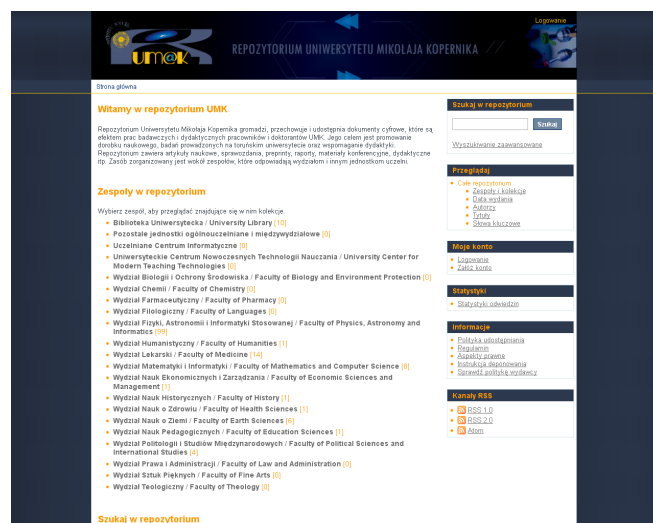 Logowanie
um@k
REPOZYTORIUM UNIWERSYTETU MIKOŁAJA KOPERNIKA //
Strona główna
Witamy w repozytorium UMK
Repozytorium Uniwersytetu Mikołaja Kopernika gromadzi, przechowuje i udostępnia dokumenty cyfrowe, które są
efektem prac badawczych i dydaktycznych pracowników i doktorantów UMK. Jego celem jest promowanie
dorobku naukowego, badań prowadzonych na toruńskim uniwersytecie oraz wspomaganie dydaktyki.
Repozytorium zawiera artykuły naukowe, sprawozdania, preprinty, raporty, materiały konferencyjne, dydaktyczne
itp. Zasób zorganizowany jest wokół zespołów, które odpowiadają wydziałom i innym jednostkom uczelni.
Zespoły w repozytorium
Wybierz zespół, aby przeglądać znajdujące się w nim kolekcje.
Biblioteka Uniwersytecka / University Library [10]
Pozostałe jednostki ogólnouczelniane i międzywydziałowe [0]
Uczelniane Centrum Informatyczne [0]
Uniwersyteckie Centrum Nowoczesnych Technologii Nauczania / University Center for
Modern Teaching Technologies [0]
Wydział Biologii i Ochrony Środowiska / Faculty of Biology and Environment Protection [0]
Wydział Chemii / Faculty of Chemistry [0]
Wydział Farmaceutyczny / Faculty of Pharmacy [0]
Wydział Filologiczny / Faculty of Languages [0]
Wydział Fizyki, Astronomii i Informatyki Stosowanej / Faculty of Physics, Astronomy and
Informatics [99]
Wydział Humanistyczny / Faculty of Humanities [1]
Wydział Lekarski / Faculty of Medicine [14]
Wydział Matematyki i Informatyki / Faculty of Mathematics and Computer Science [8]
Wydział Nauk Ekonomicznych i Zarządzania / Faculty of Economic Sciences and
Management [1]
Wydział Nauk Historycznych / Faculty of History [1]
Wydział Nauk o Zdrowiu / Faculty of Health Sciences [1]
Wydział Nauk o Ziemi / Faculty of Earth Sciences [6]
Wydział Nauk Pedagogicznych / Faculty of Education Sciences [1]
Wydział Politologii i Studiów Międzynarodowych / Faculty of Political Sciences and
International Studies [4]
Wydział Prawa i Administracji / Faculty of Law and Administration [0]
Wydział Sztuk Pięknych / Faculty of Fine Arts [0]
Wydział Teologiczny / Faculty of Theology [0]
Szukaj w repozytorium
Szukaj w repozytorium
Szukaj
Wyszukiwanie zaawansowane
Przeglądaj
Całe repozytorium
Zespoły i kolekcje
Data wydania
Autorzy
Tytuły
Słowa kluczowe
Moje konto
Logowanie
Załóż konto
Statystyki
Statystyki odwiedzin
Informacje
Polityka udostępniania
Regulamin
Aspekty prawne
Instrukcja deponowania
Sprawdź politykę wydawcy
Kanały RSS
RSS 1.0
RSS 2.0
Atom